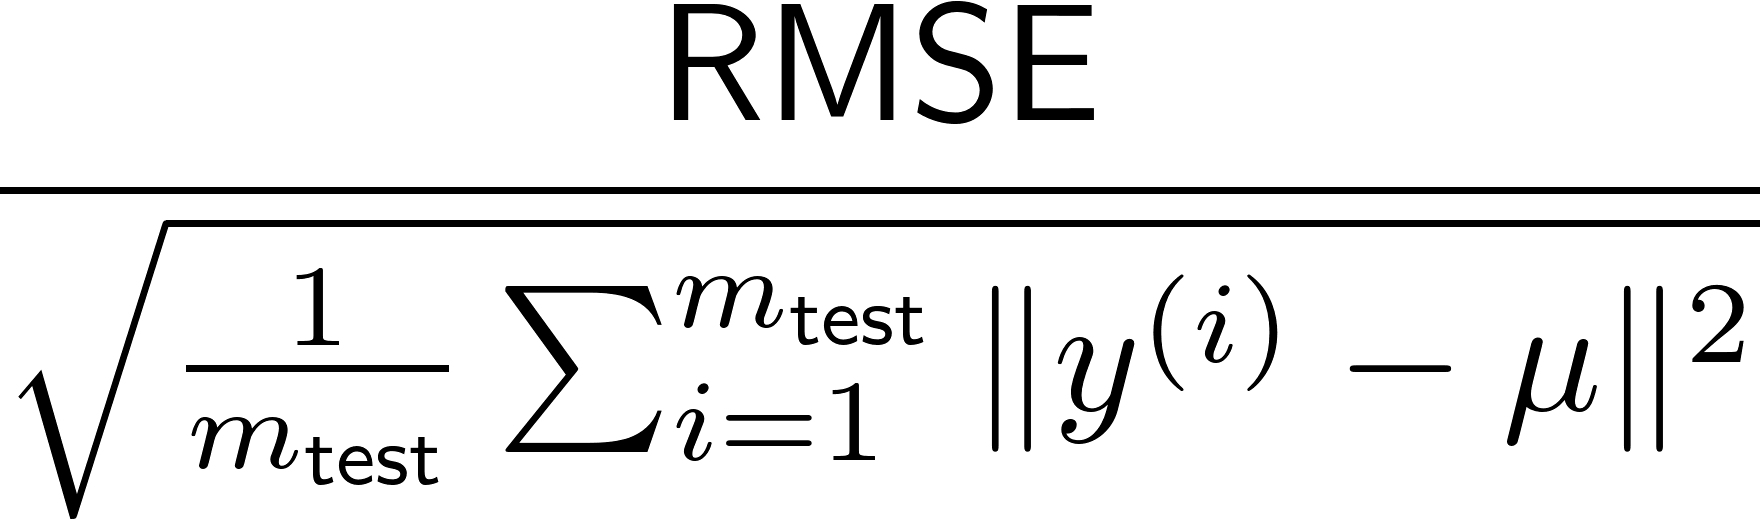 RMSE
√ 1/m_test ∑_{i=1}^{m_test} ‖y^{(i)} − μ‖²